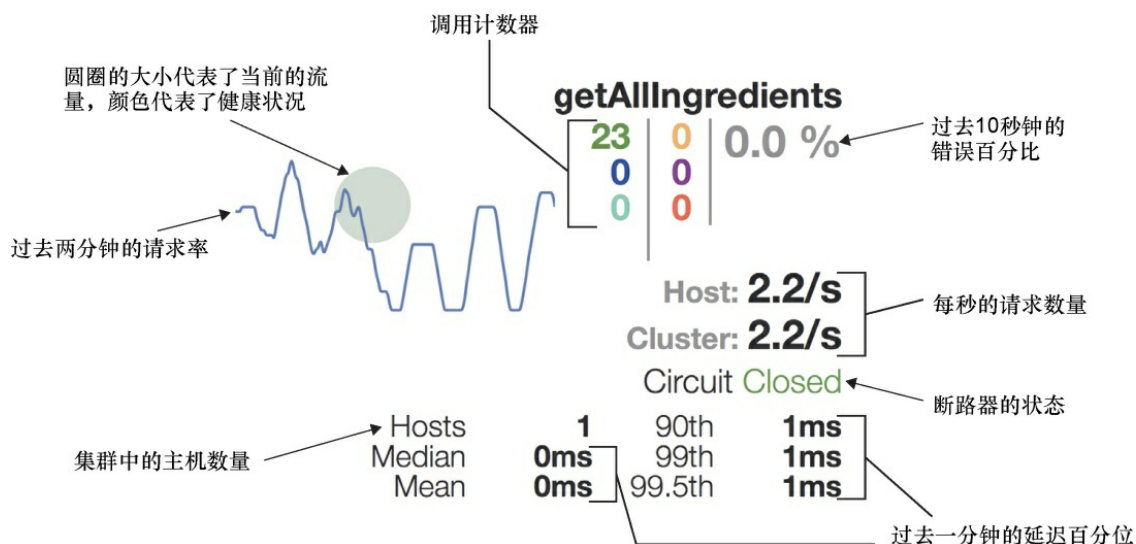 调用计数器
圆圈的大小代表了当前的流
量，颜色代表了健康状况
getAllIngredients
23 0 0.0 %
0 0
0 0
过去10秒钟的
错误百分比
过去两分钟的请求率
Host: 2.2/s
Cluster: 2.2/s
每秒的请求数量
Circuit Closed
断路器的状态
Hosts 1 90th 1ms
Median 0ms 99th 1ms
Mean 0ms 99.5th 1ms
集群中的主机数量
过去一分钟的延迟百分位